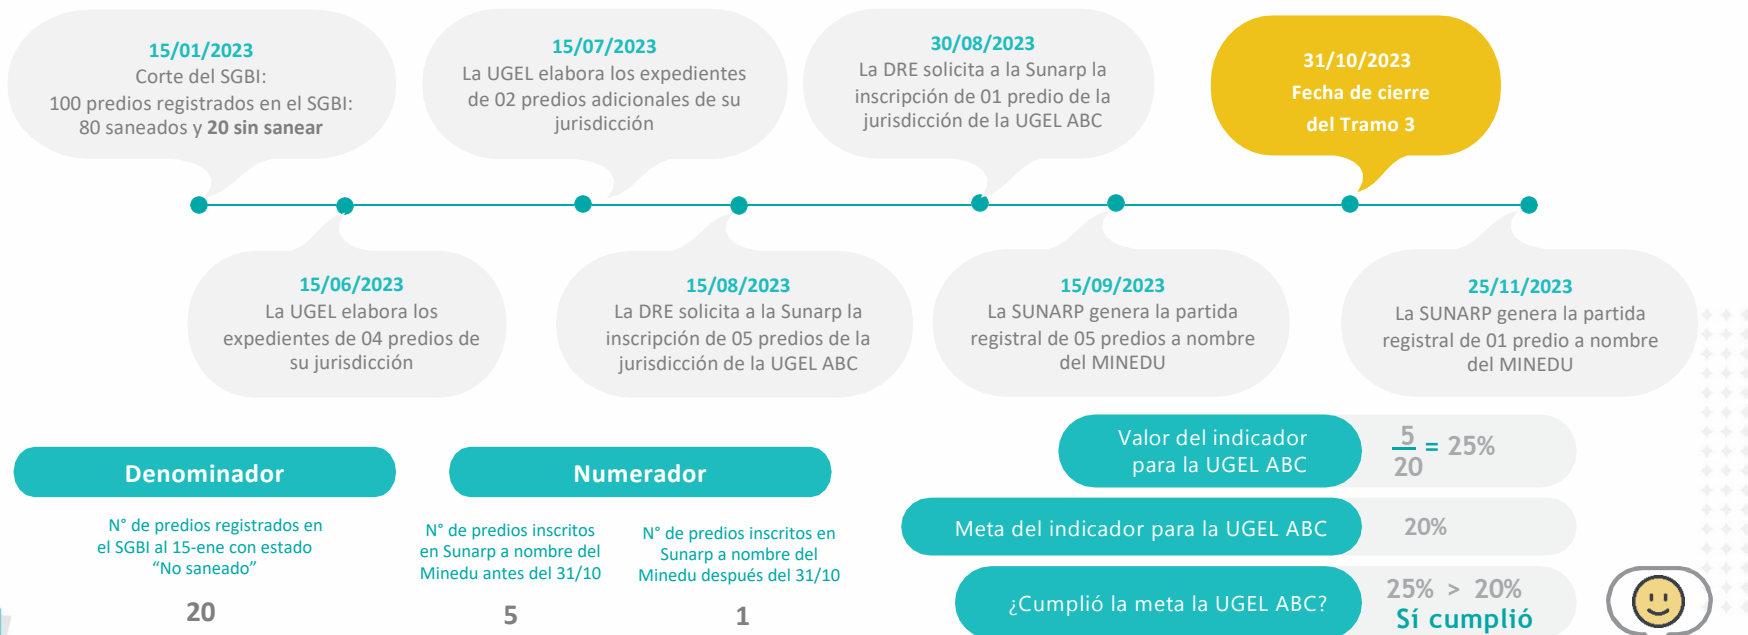 15/01/2023
Corte del SGBI:
100 predios registrados en el SGBI:
80 saneados y 20 sin sanear
15/07/2023
La UGEL elabora los expedientes
de 02 predios adicionales de su
jurisdicción
30/08/2023
La DRE solicita a la Sunarp la
inscripción de 01 predio de la
jurisdicción de la UGEL ABC
31/10/2023
Fecha de cierre
del Tramo 3
15/06/2023
La UGEL elabora los
expedientes de 04 predios de
su jurisdicción
15/08/2023
La DRE solicita a la Sunarp la
inscripción de 05 predios de la
jurisdicción de la UGEL ABC
15/09/2023
La SUNARP genera la partida
registral de 05 predios a nombre
del MINEDU
25/11/2023
La SUNARP genera la partida
registral de 01 predio a nombre
del MINEDU
Denominador
N° de predios registrados en
el SGBI al 15-ene con estado
“No saneado”
20
Numerador
N° de predios inscritos
en Sunarp a nombre del
Minedu antes del 31/10
5
N° de predios inscritos en
Sunarp a nombre del
Minedu después del 31/10
1
Valor del indicador
para la UGEL ABC
5
= 25%
20
Meta del indicador para la UGEL ABC
20%
¿Cumplió la meta la UGEL ABC?
25% > 20%
Sí cumplió